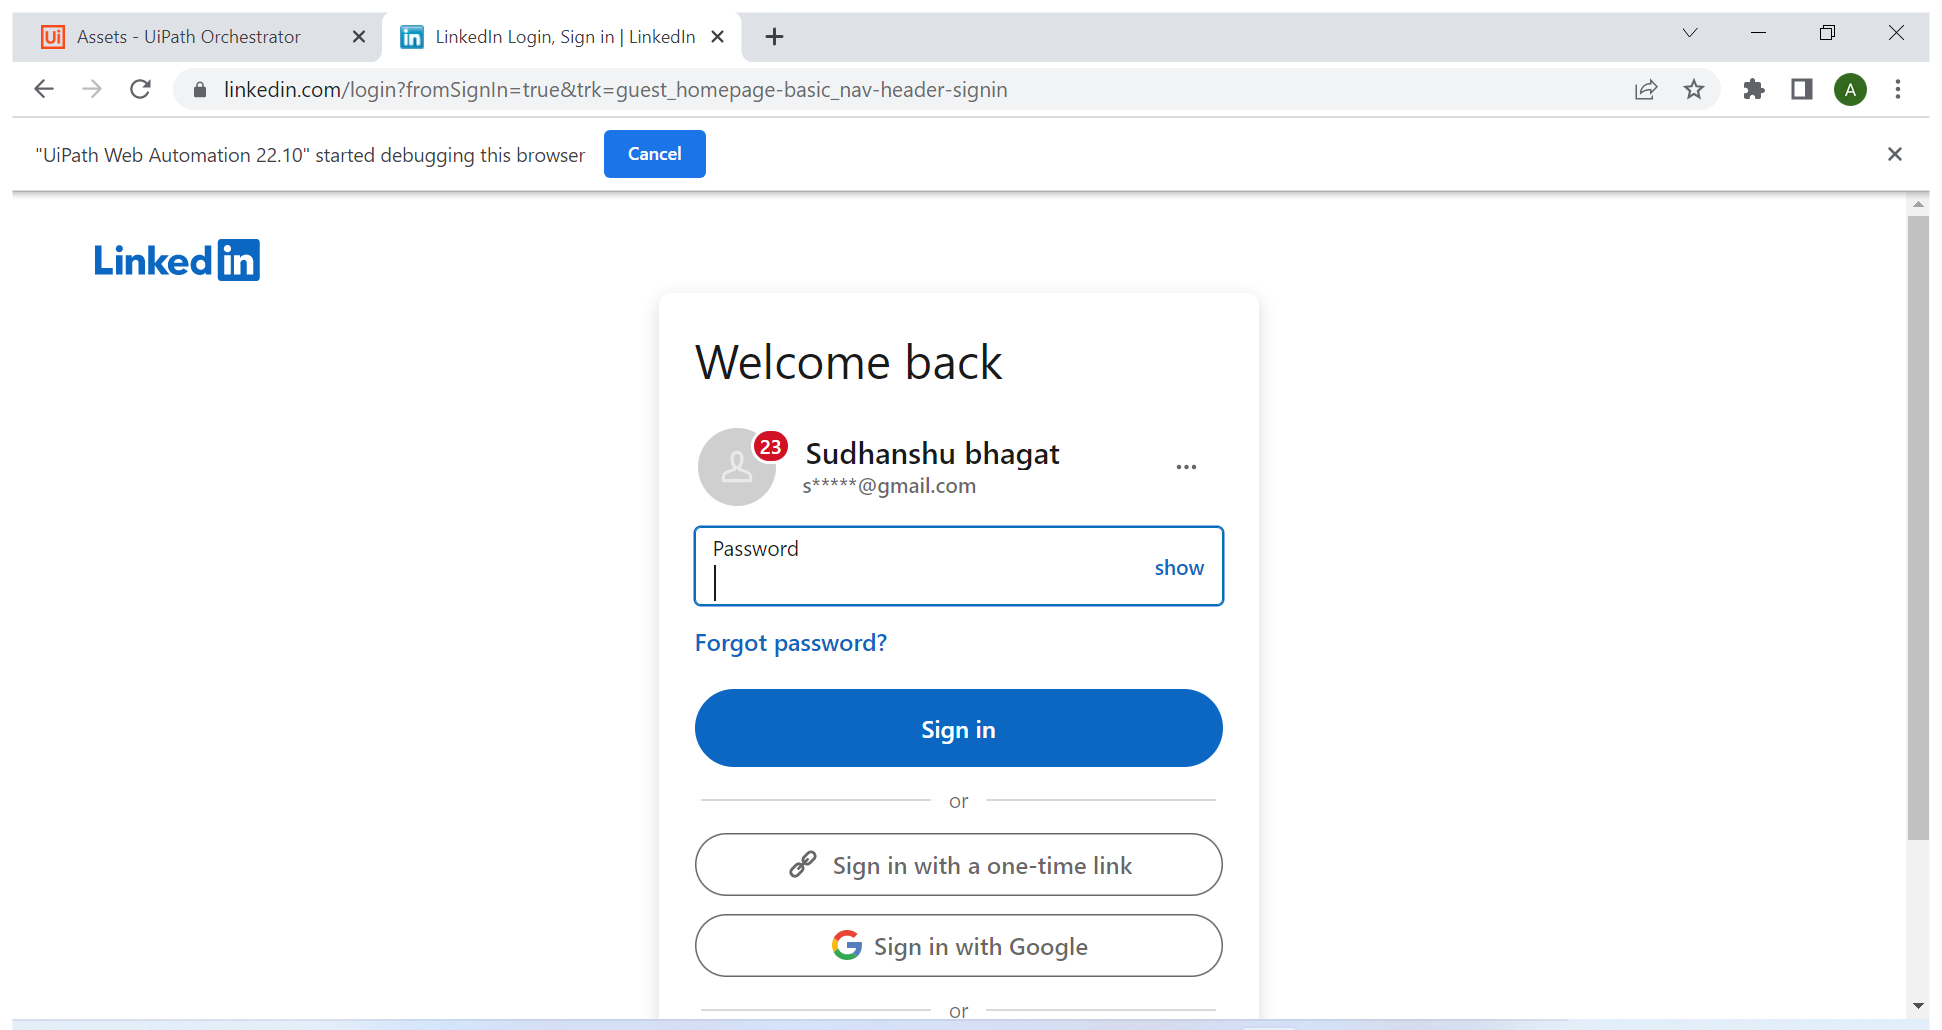 Ui Assets - UiPath Orchestrator
in LinkedIn Login, Sign in | LinkedIn
linkedin.com/login?fromSignIn=true&trk=guest_homepage-basic_nav-header-signin
A
"UiPath Web Automation 22.10" started debugging this browser Cancel
Linked in
Welcome back
23
Sudhanshu bhagat
s*****@gmail.com
Password
show
Forgot password?
Sign in
or
Sign in with a one-time link
Sign in with Google
or